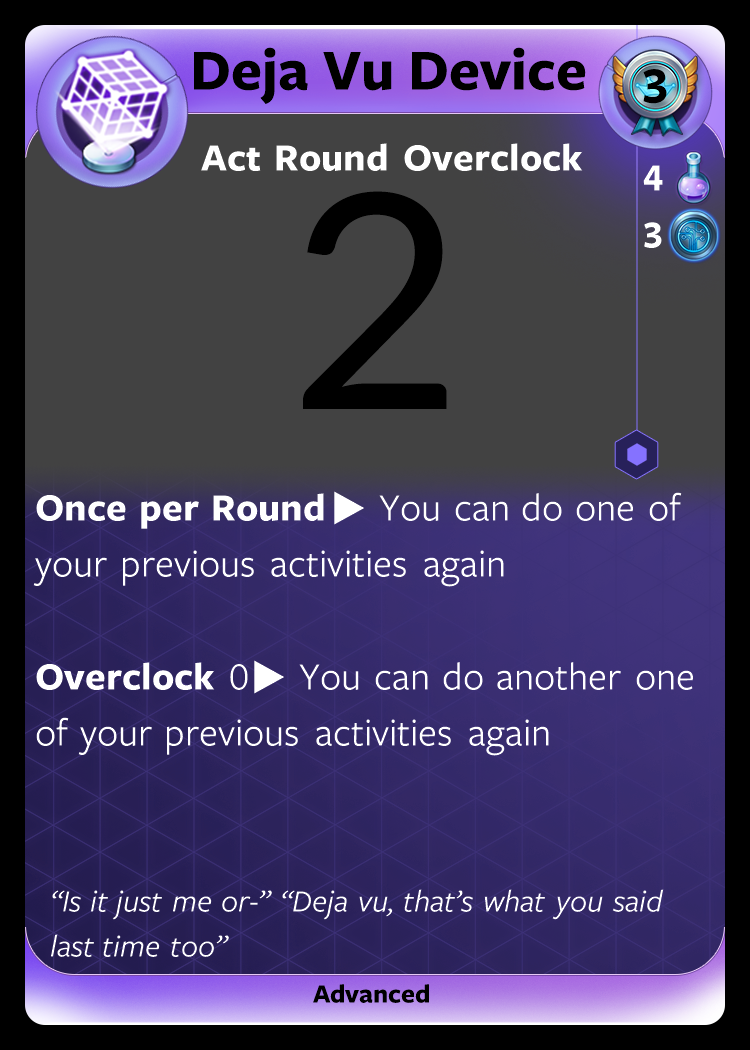 Deja Vu Device
3
Act Round Overclock
4
3
2
Once per Round▶ You can do one of
your previous activities again
Overclock 0▶ You can do another one
of your previous activities again
“Is it just me or-” “Deja vu, that’s what you said
last time too”
Advanced